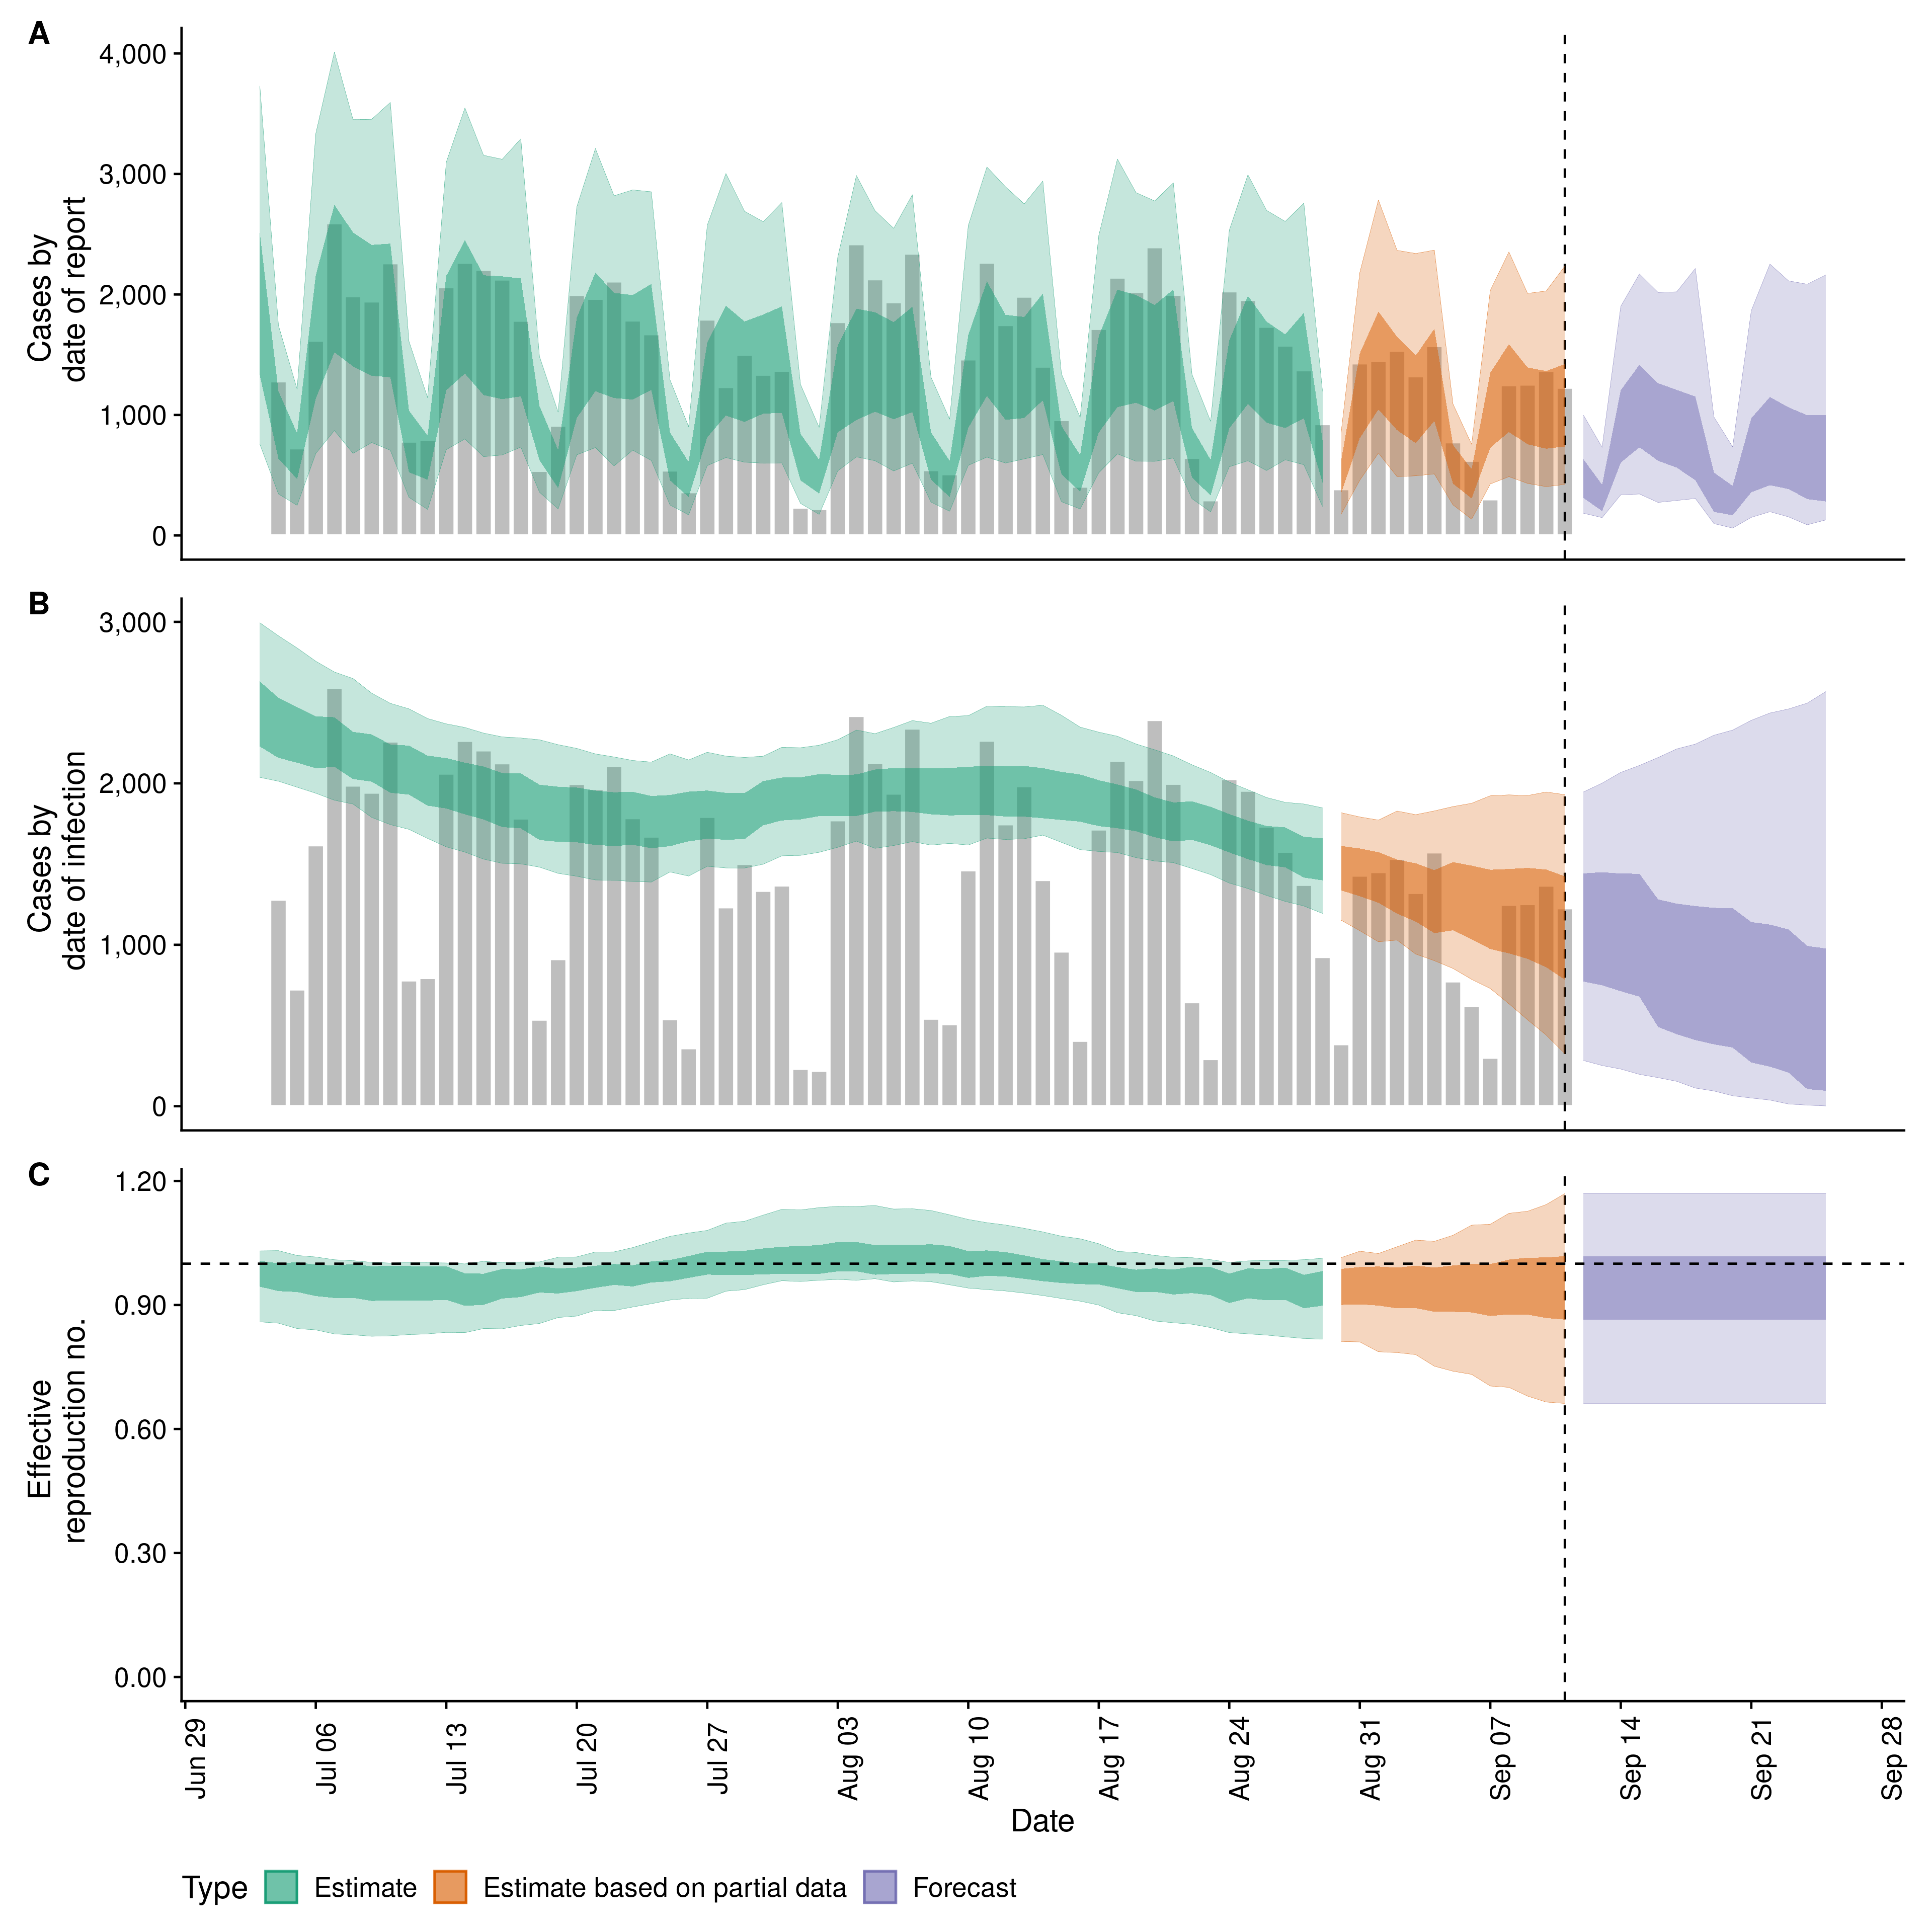 A
4,000
3,000
2,000
1,000
0
Cases by
date of report
B
3,000
2,000
1,000
0
Cases by
date of infection
C
1.20
0.90
0.60
0.30
0.00
Effective
reproduction no.
Jun 29
Jul 06
Jul 13
Jul 20
Jul 27
Aug 03
Aug 10
Aug 17
Aug 24
Aug 31
Sep 07
Sep 14
Sep 21
Sep 28
Date
Type Estimate Estimate based on partial data Forecast